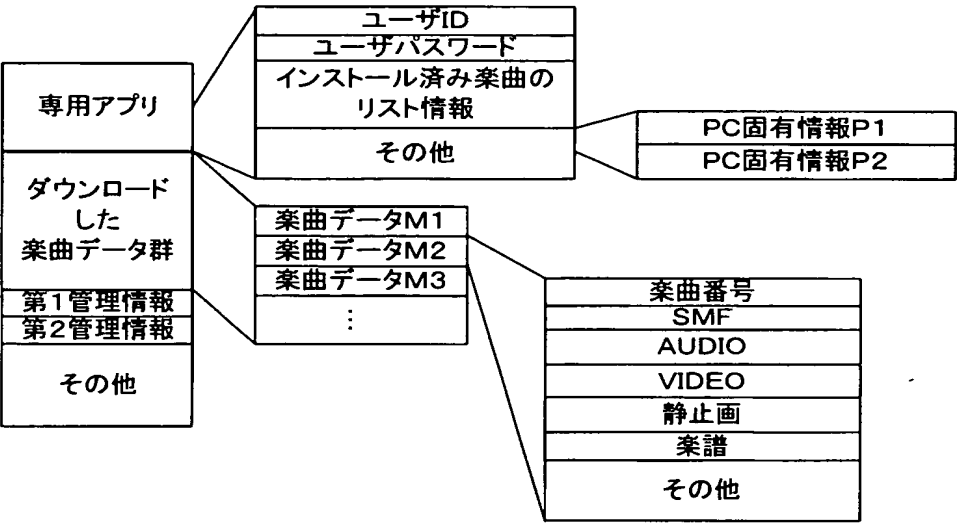 専用アプリ
ダウンロード
した
楽曲データ群
第1管理情報
第2管理情報
その他
ユーザID
ユーザパスワード
インストール済み楽曲の
リスト情報
その他
PC固有情報P1
PC固有情報P2
楽曲データM1
楽曲データM2
楽曲データM3
⋮
楽曲番号
SMF
AUDIO
VIDEO
静止画
楽譜
その他